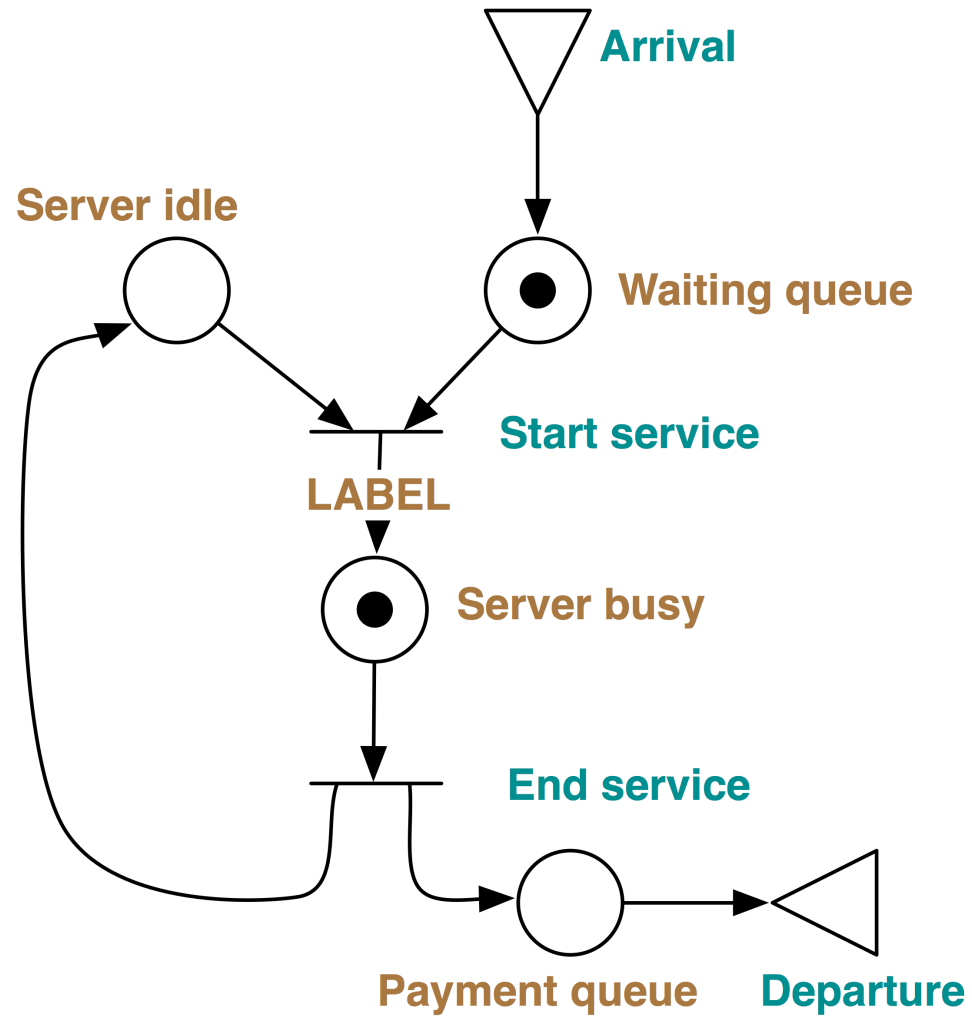 Arrival
Server idle
Waiting queue
Start service
LABEL
Server busy
End service
Payment queue
Departure